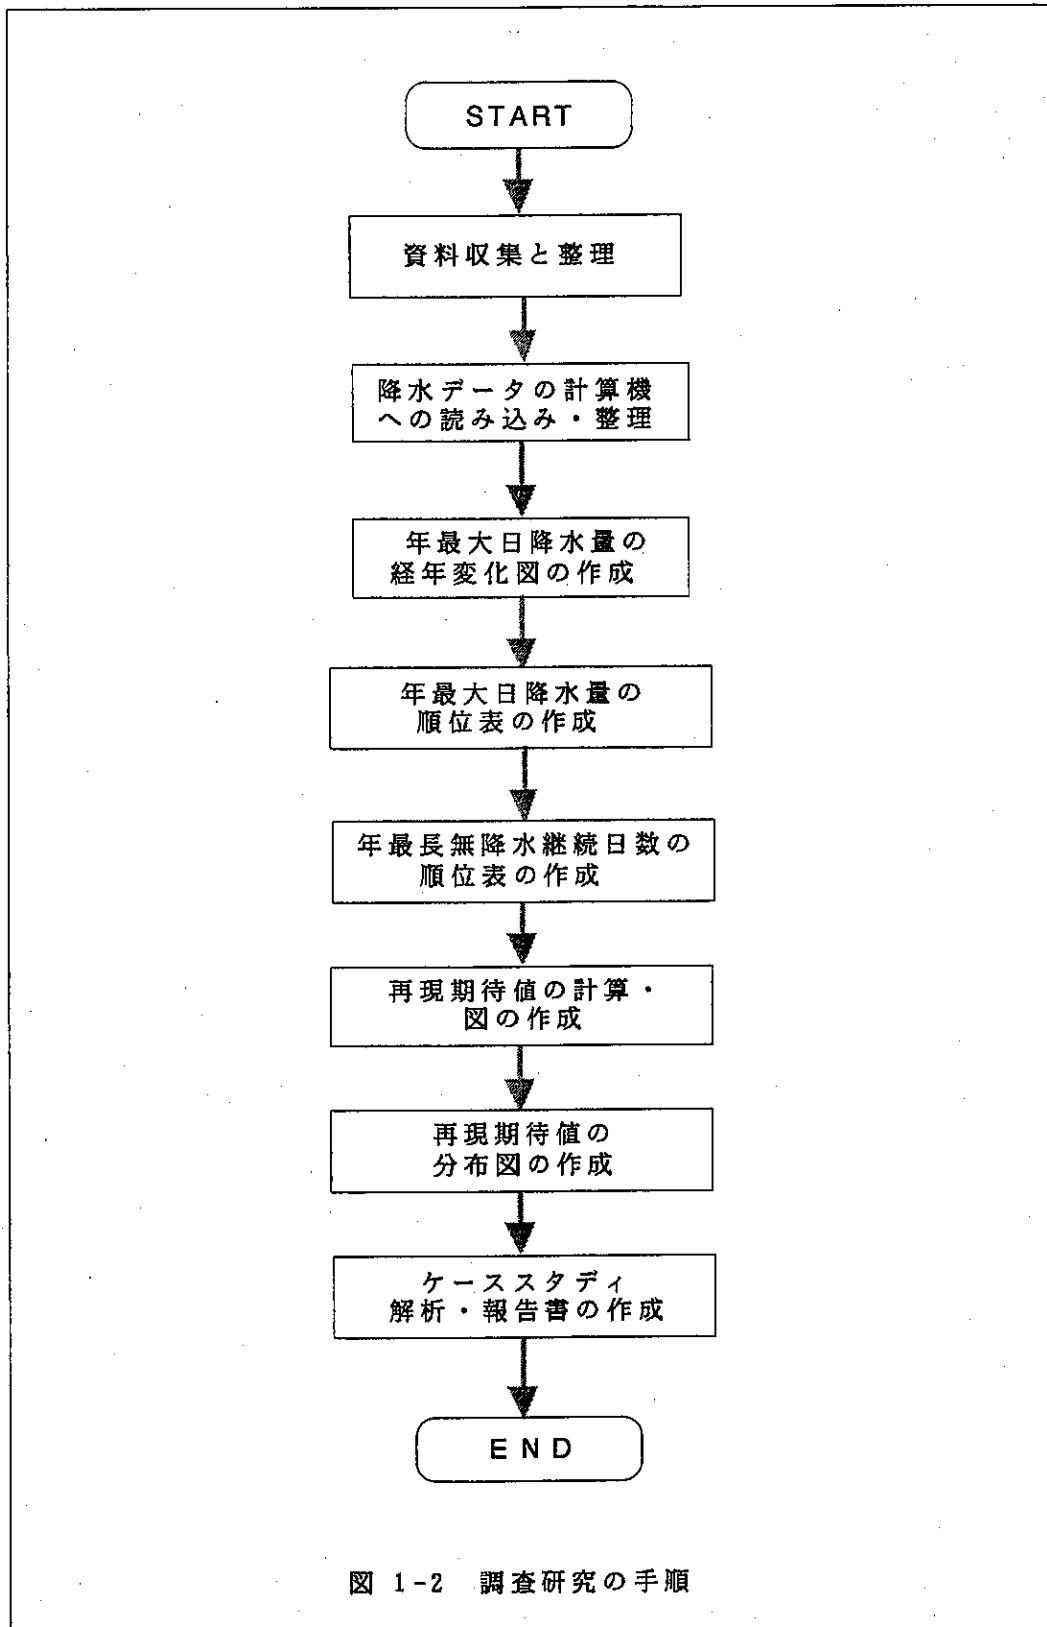 START
資料収集と整理
降水データの計算機
への読み込み・整理
年最大日降水量の
経年変化図の作成
年最大日降水量の
順位表の作成
年最長無降水継続日数の
順位表の作成
再現期待値の計算・
図の作成
再現期待値の
分布図の作成
ケーススタディ
解析・報告書の作成
END
図 1-2 調査研究の手順